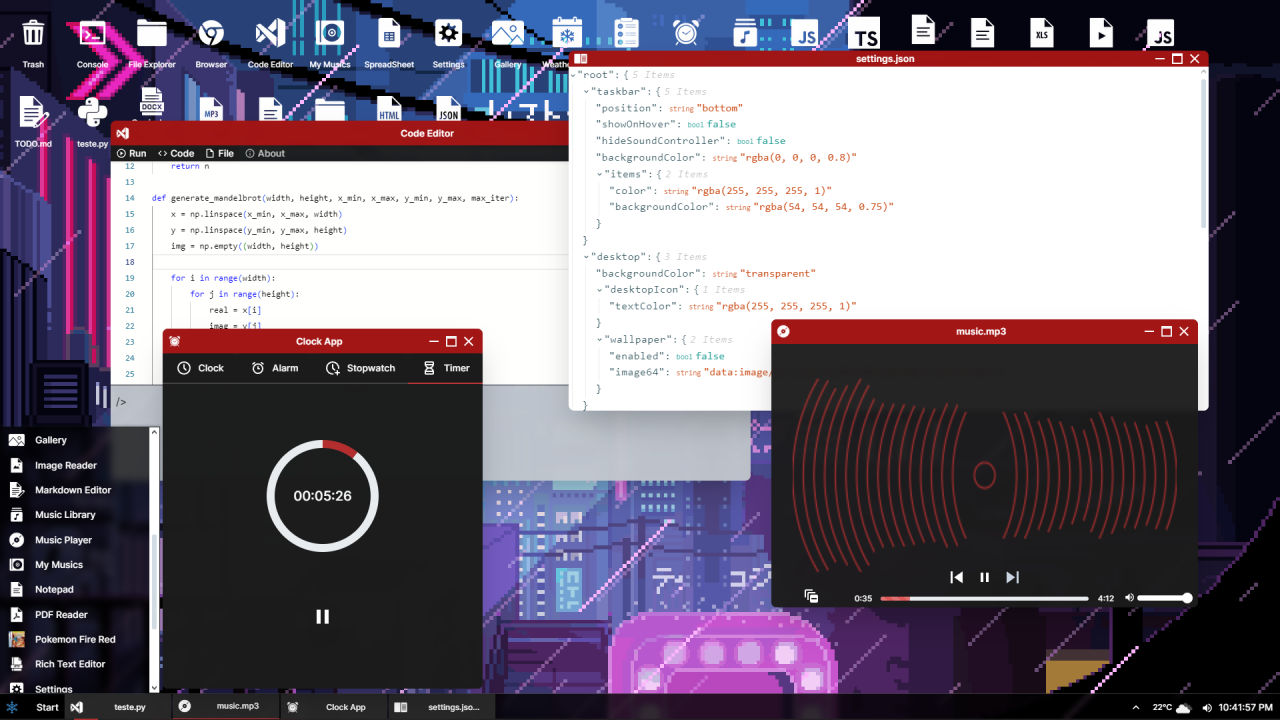 Trash
Console
File Explorer
Browser
Code Editor
My Musics
SpreadSheet
Settings
Gallery
JS
TS
XLS
JS
TODO.md
teste.py
DOCX
MP3
HTML
JSON
Code Editor
Run
Code
File
About
12 return n
13
14 def generate_mandelbrot(width, height, x_min, x_max, y_min, y_max, max_iter):
15 x = np.linspace(x_min, x_max, width)
16 y = np.linspace(y_min, y_max, height)
17 img = np.empty((width, height))
18
19 for i in range(width):
20 for j in range(height):
21 real = x[i]
22 imag = y[j]
23
24
25
/>
settings.json
"root": { 5 Items
"taskbar": { 5 Items
"position": string "bottom"
"showOnHover": bool false
"hideSoundController": bool false
"backgroundColor": string "rgba(0, 0, 0, 0.8)"
"items": { 2 Items
"color": string "rgba(255, 255, 255, 1)"
"backgroundColor": string "rgba(54, 54, 54, 0.75)"
}
}
"desktop": { 3 Items
"backgroundColor": string "transparent"
"desktopIcon": { 1 Items
"textColor": string "rgba(255, 255, 255, 1)"
}
"wallpaper": { 2 Items
"enabled": bool false
"image64": string "data:image/
}
}
Clock App
Clock
Alarm
Stopwatch
Timer
00:05:26
music.mp3
0:35
4:12
Gallery
Image Reader
Markdown Editor
Music Library
Music Player
My Musics
Notepad
PDF Reader
Pokemon Fire Red
Rich Text Editor
Settings
Start
teste.py
music.mp3
Clock App
settings.jso...
22°C
10:41:57 PM